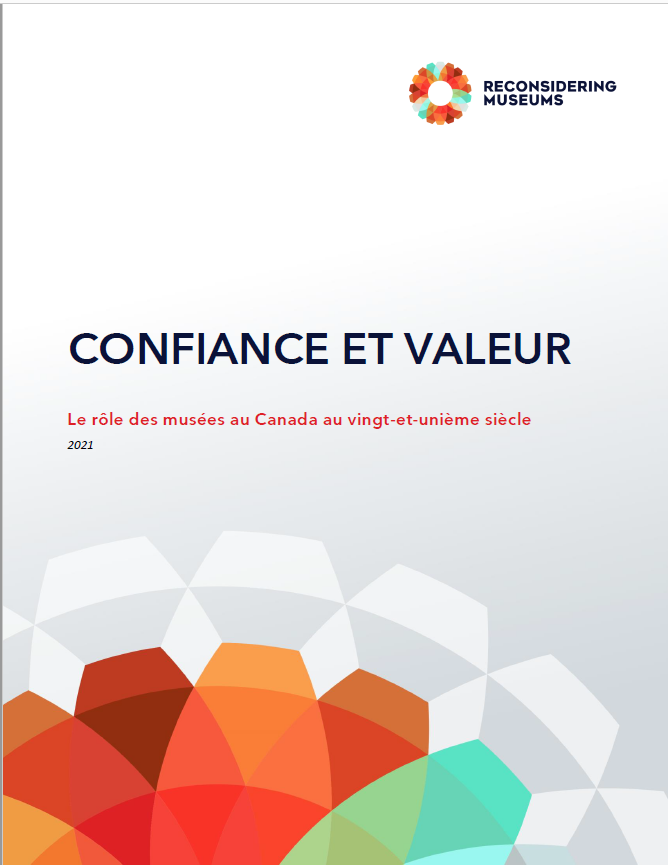 RECONSIDERING
MUSEUMS
CONFIANCE ET VALEUR
Le rôle des musées au Canada au vingt-et-unième siècle
2021